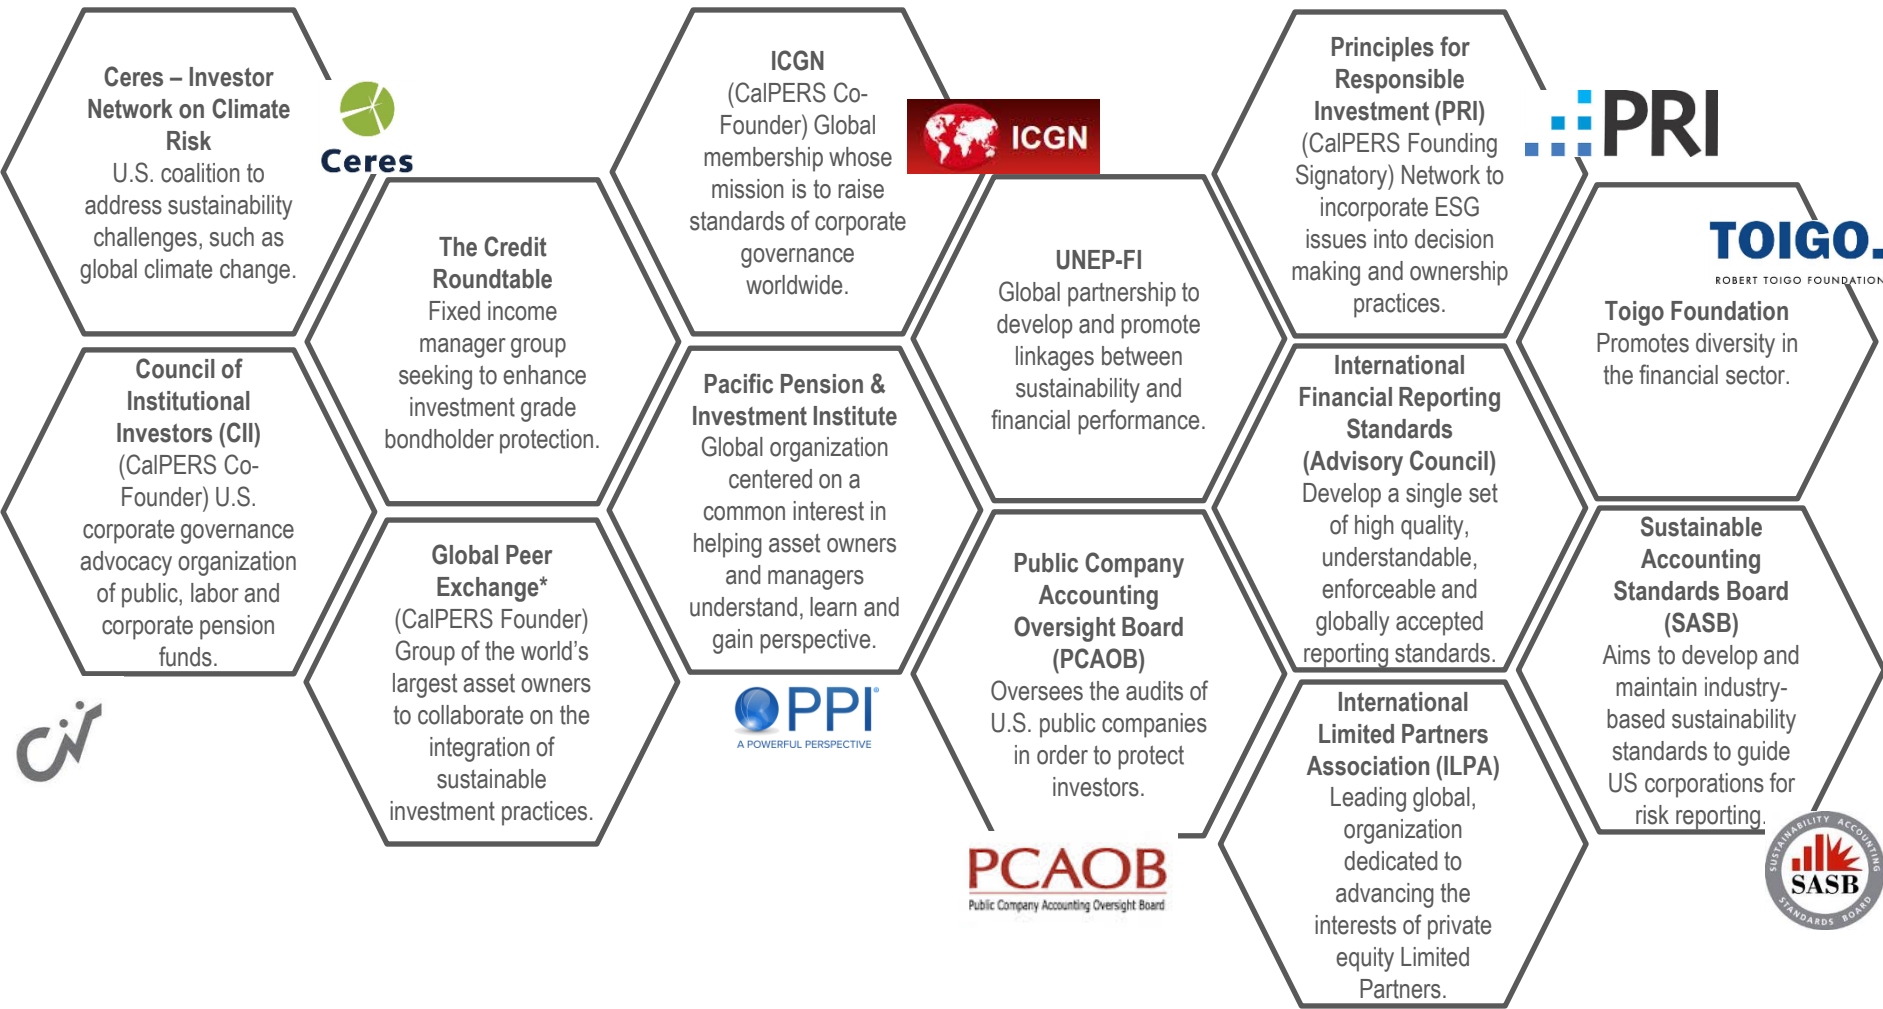 Ceres – Investor
Network on Climate
Risk
U.S. coalition to
address sustainability
challenges, such as
global climate change.
Ceres
Council of
Institutional
Investors (CII)
(CalPERS Co-
Founder) U.S.
corporate governance
advocacy organization
of public, labor and
corporate pension
funds.
The Credit
Roundtable
Fixed income
manager group
seeking to enhance
investment grade
bondholder protection.
Global Peer
Exchange*
(CalPERS Founder)
Group of the world’s
largest asset owners
to collaborate on the
integration of
sustainable
investment practices.
ICGN
(CalPERS Co-
Founder) Global
membership whose
mission is to raise
standards of corporate
governance
worldwide.
ICGN
Pacific Pension &
Investment Institute
Global organization
centered on a
common interest in
helping asset owners
and managers
understand, learn and
gain perspective.
PPI
A POWERFUL PERSPECTIVE
UNEP-FI
Global partnership to
develop and promote
linkages between
sustainability and
financial performance.
Public Company
Accounting
Oversight Board
(PCAOB)
Oversees the audits of
U.S. public companies
in order to protect
investors.
PCAOB
Public Company Accounting Oversight Board
Principles for
Responsible
Investment (PRI)
(CalPERS Founding
Signatory) Network to
incorporate ESG
issues into decision
making and ownership
practices.
PRI
International
Financial Reporting
Standards
(Advisory Council)
Develop a single set
of high quality,
understandable,
enforceable and
globally accepted
reporting standards.
International
Limited Partners
Association (ILPA)
Leading global,
organization
dedicated to
advancing the
interests of private
equity Limited
Partners.
TOIGO.
ROBERT TOIGO FOUNDATION
Toigo Foundation
Promotes diversity in
the financial sector.
Sustainable
Accounting
Standards Board
(SASB)
Aims to develop and
maintain industry-
based sustainability
standards to guide
US corporations for
risk reporting.
SUSTAINABILITY ACCOUNTING
SASB
STANDARDS BOARD